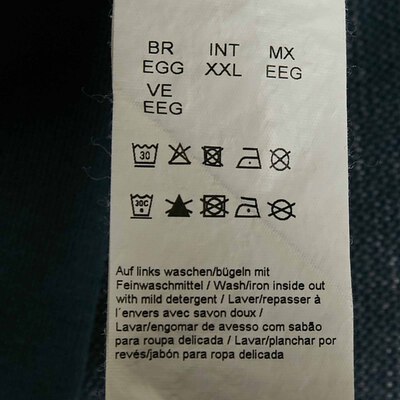 BR INT MX
EGG XXL EEG
VE
EEG
30
30C
Auf links waschen/bügeln mit
Feinwaschmittel / Wash/iron inside out
with mild detergent / Laver/repasser à
l´envers avec savon doux /
Lavar/engomar de avesso com sabão
para roupa delicada / Lavar/planchar por
revés/jabón para ropa delicada